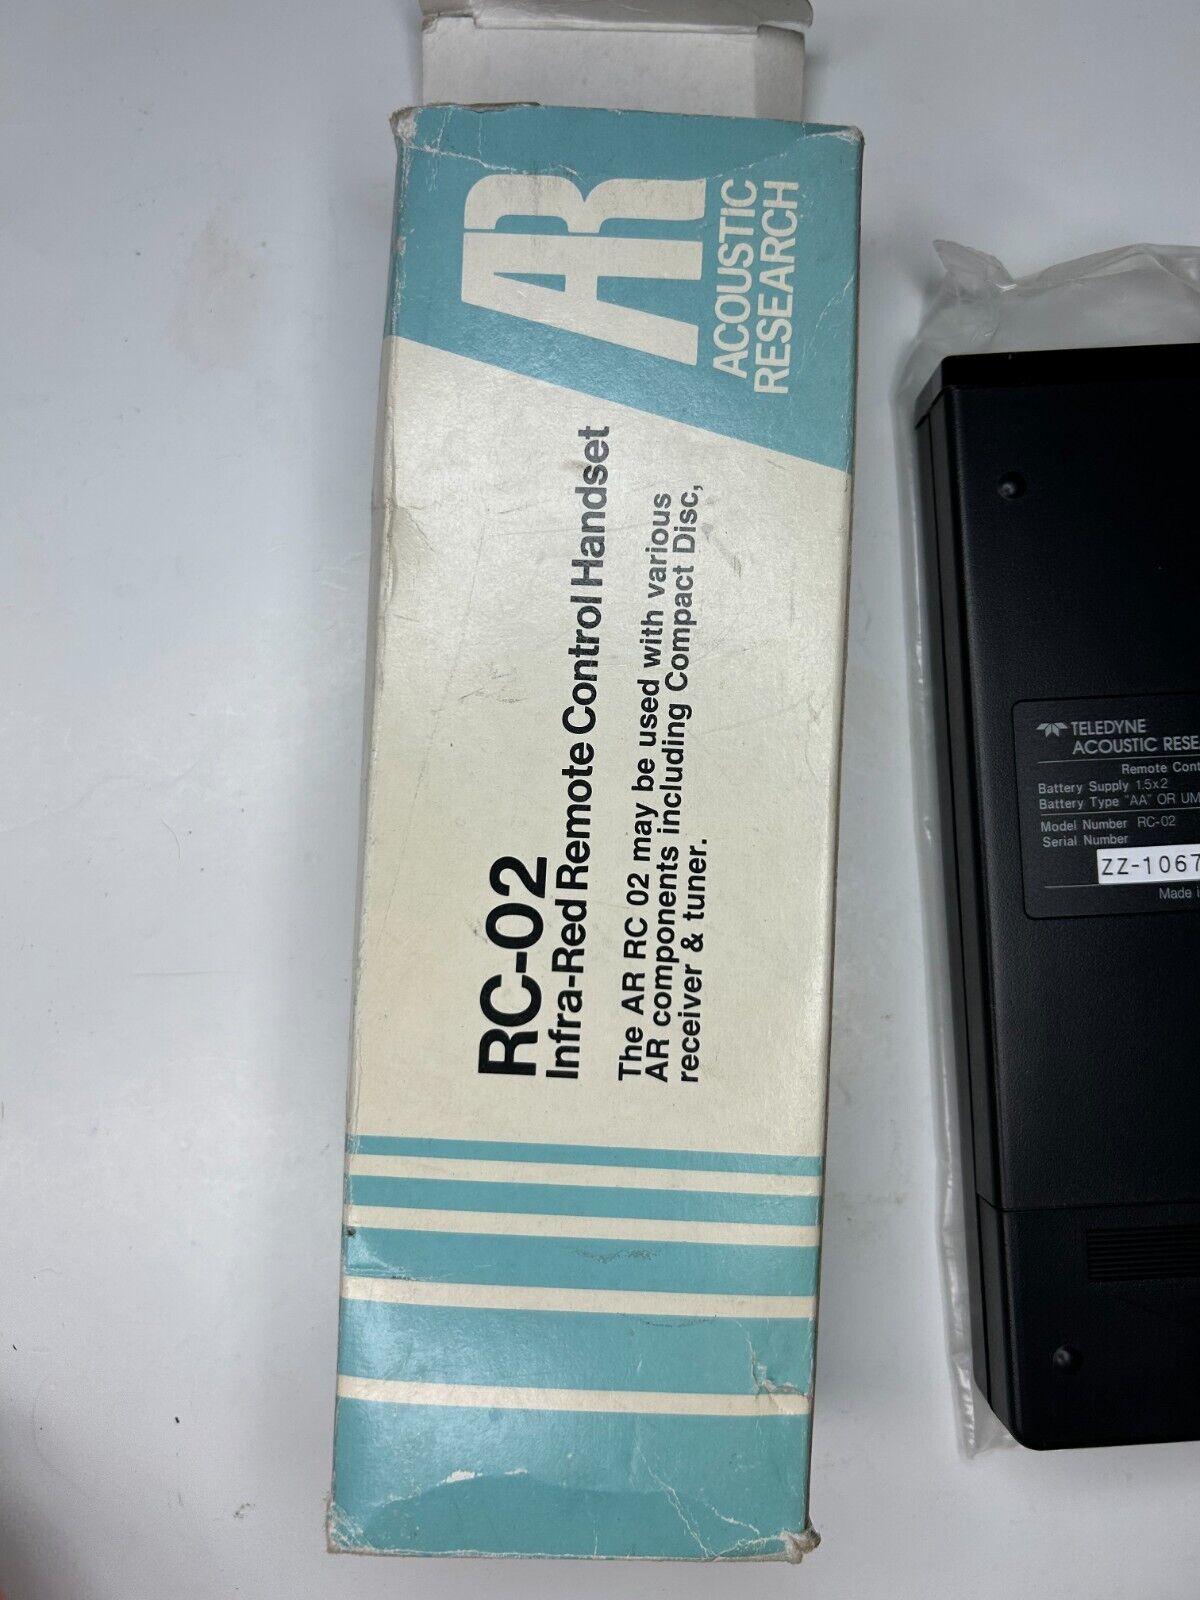 AR
ACOUSTIC
RESEARCH
RC-02
Infra-Red Remote Control Handset
The AR RC 02 may be used with various
AR components including Compact Disc,
receiver & tuner.
TELEDYNE
ACOUSTIC RESE
Remote Cont
Battery Supply 1.5x2
Battery Type "AA" OR UM
Model Number RC-02
Serial Number
ZZ-1067
Made i